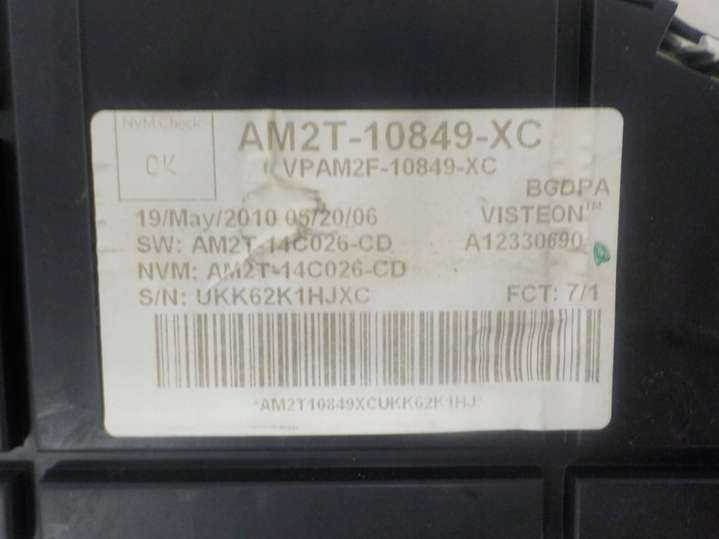 NVM Check:
OK
AM2T-10849-XC
VPAM2F-10849-XC
BGDPA
19/May/2010 05/20/06 VISTEON™
SW: AM2T-14C026-CD A12330690
NVM: AM2T-14C026-CD
S/N: UKK62K1HJXC FCT: 7/1
*AM2T10849XCUKK62K1HJ*